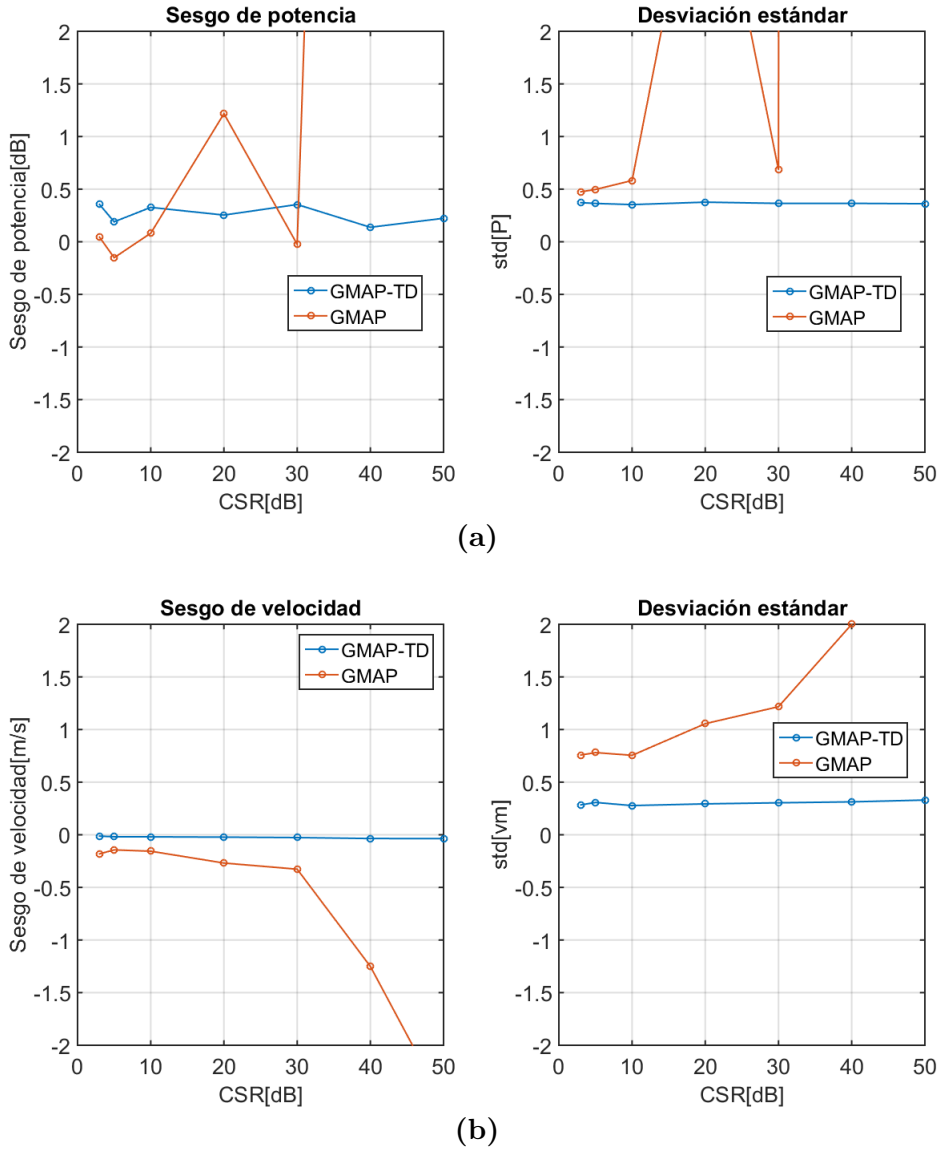 Sesgo de potencia
2
1.5
1
0.5
0
-0.5
-1
-1.5
-2
Sesgo de potencia[dB]
GMAP-TD
GMAP
0 10 20 30 40 50
CSR[dB]
Desviación estándar
2
1.5
1
0.5
0
-0.5
-1
-1.5
-2
std[P]
GMAP-TD
GMAP
0 10 20 30 40 50
CSR[dB]
(a)
Sesgo de velocidad
2
1.5
1
0.5
0
-0.5
-1
-1.5
-2
Sesgo de velocidad[m/s]
GMAP-TD
GMAP
0 10 20 30 40 50
CSR[dB]
Desviación estándar
2
1.5
1
0.5
0
-0.5
-1
-1.5
-2
std[vm]
GMAP-TD
GMAP
0 10 20 30 40 50
CSR[dB]
(b)